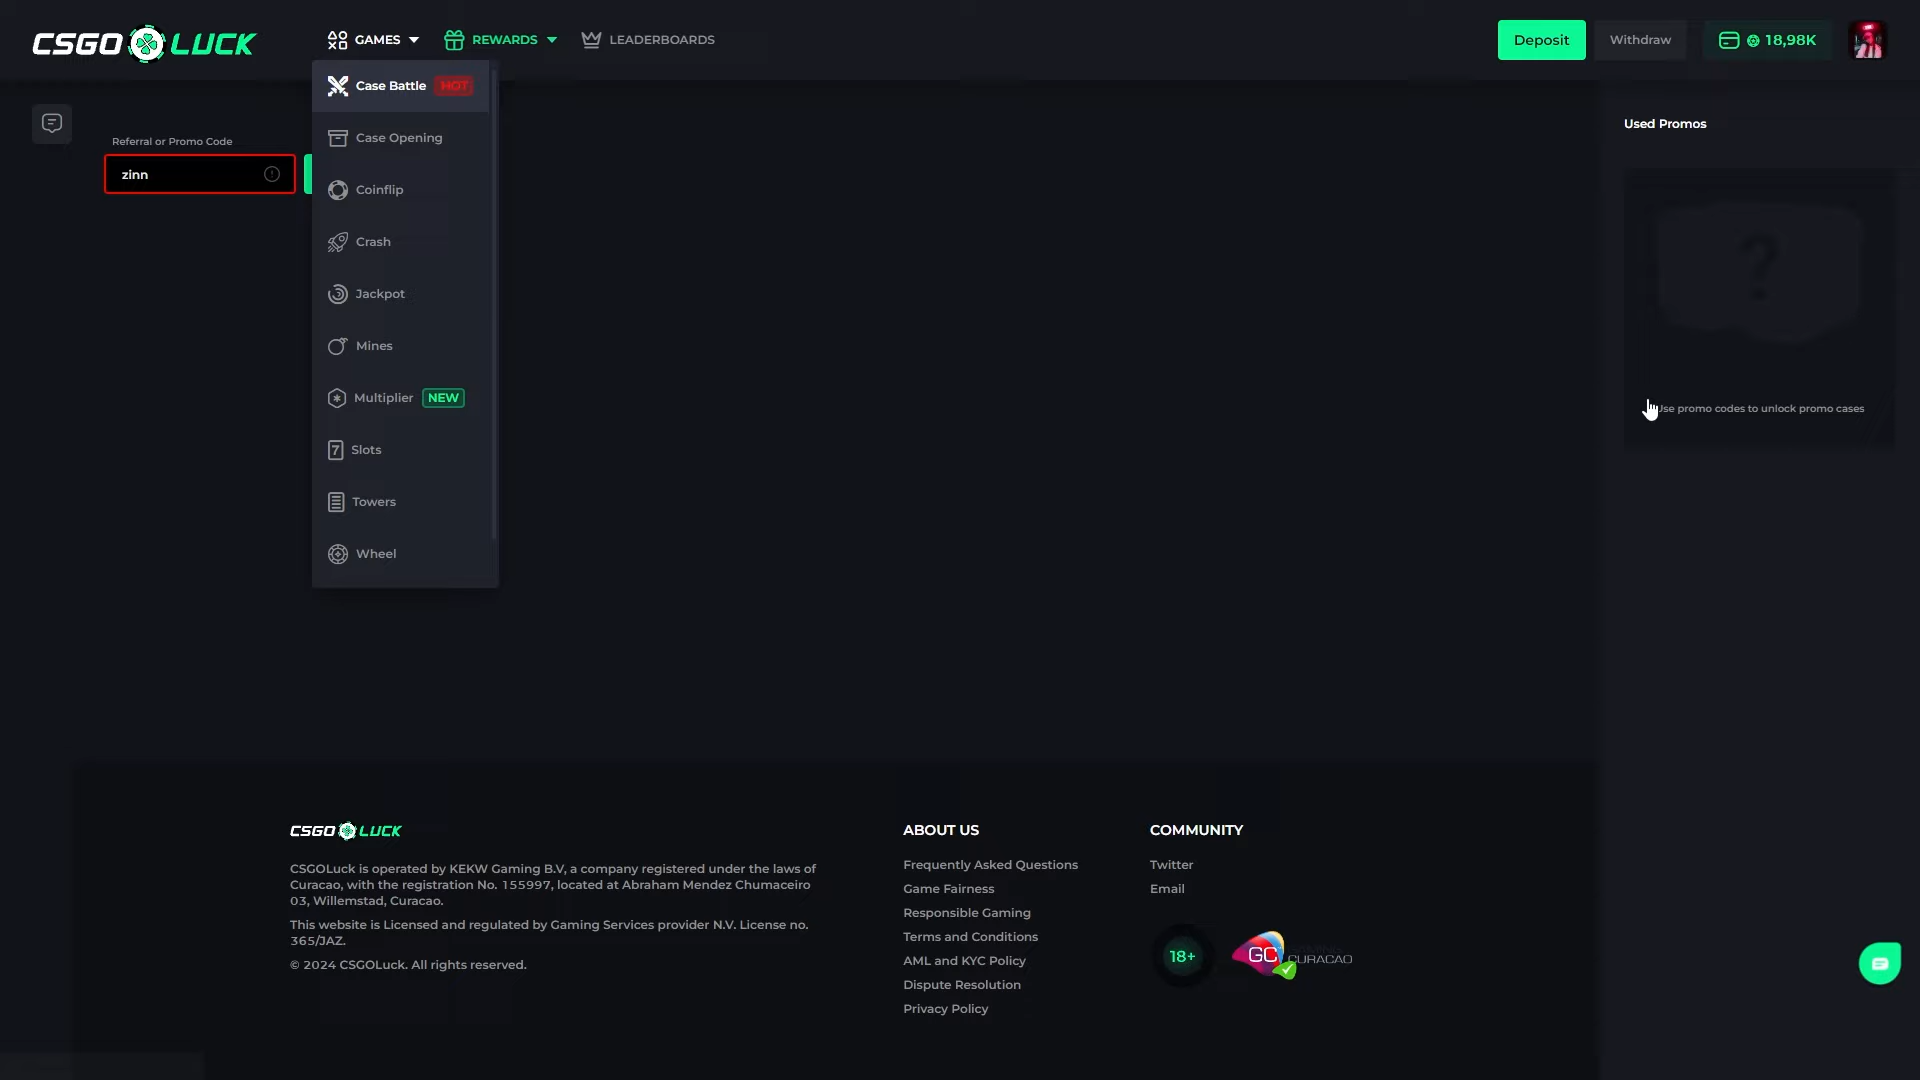 CSGO LUCK
GAMES
REWARDS
LEADERBOARDS
Deposit
Withdraw
18,98K
Case Battle HOT
Case Opening
Coinflip
Crash
Jackpot
Mines
Multiplier NEW
Slots
Towers
Wheel
Referral or Promo Code
zinn
Used Promos
?
Use promo codes to unlock promo cases
CSGO LUCK
CSGOLuck is operated by KEKW Gaming B.V, a company registered under the laws of
Curacao, with the registration No. 155997, located at Abraham Mendez Chumaceiro
03, Willemstad, Curacao.
This website is Licensed and regulated by Gaming Services provider N.V. License no.
365/JAZ.
© 2024 CSGOLuck. All rights reserved.
ABOUT US
Frequently Asked Questions
Game Fairness
Responsible Gaming
Terms and Conditions
AML and KYC Policy
Dispute Resolution
Privacy Policy
COMMUNITY
Twitter
Email
18+
GC
CURACAO